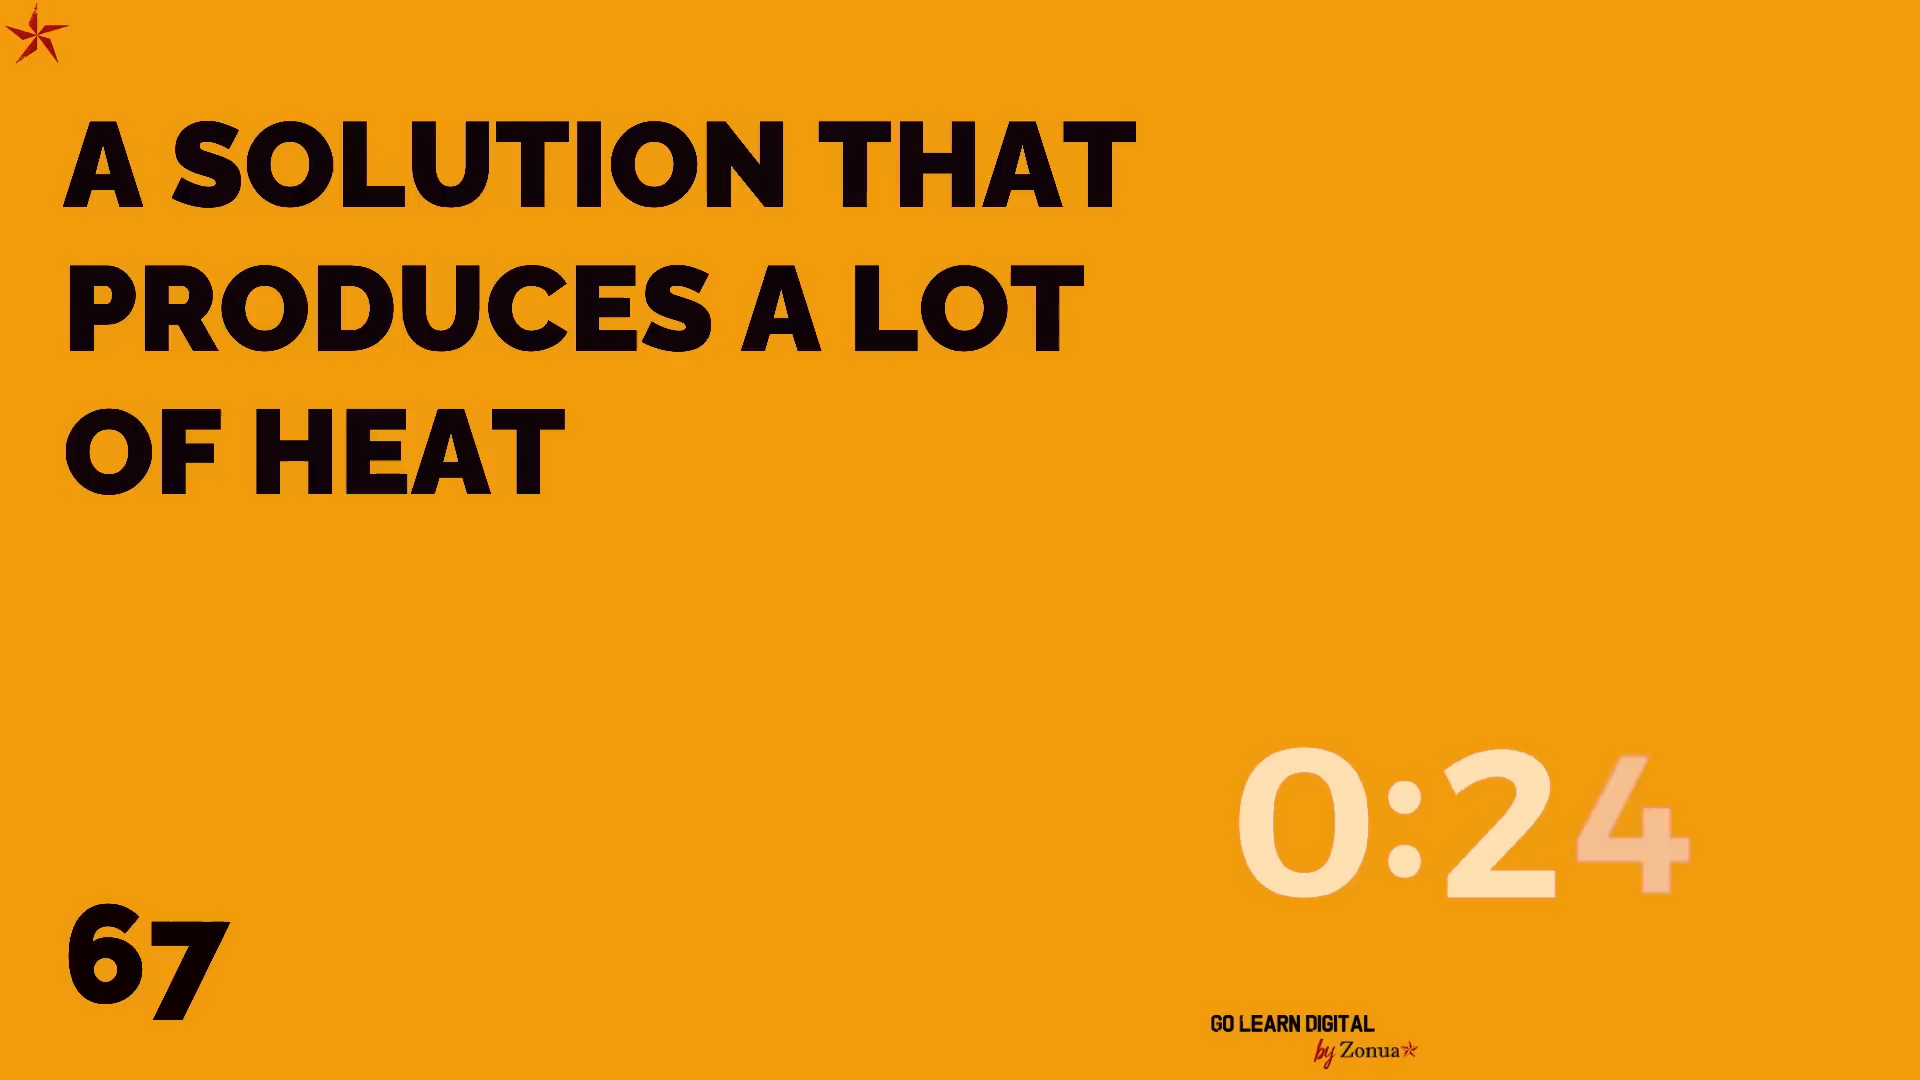 A SOLUTION THAT
PRODUCES A LOT
OF HEAT
0:24
67
GO LEARN DIGITAL
by Zonua